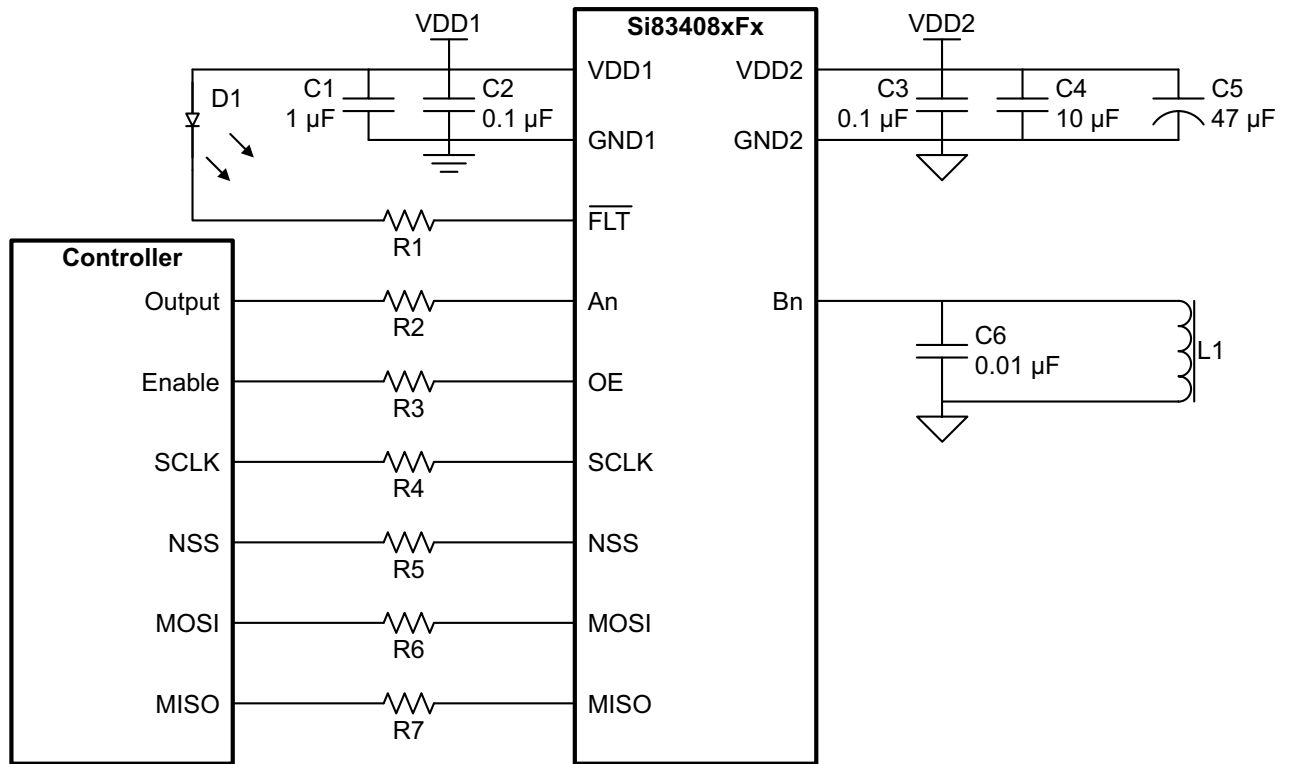 VDD1
Si83408xFx
VDD2
VDD1
VDD2
D1
C1
1 µF
C2
0.1 µF
C3
0.1 µF
C4
10 µF
C5
47 µF
GND1
GND2
FLT
R1
Controller
Output
R2
An
Bn
C6
0.01 µF
L1
Enable
R3
OE
SCLK
R4
SCLK
NSS
R5
NSS
MOSI
R6
MOSI
MISO
R7
MISO